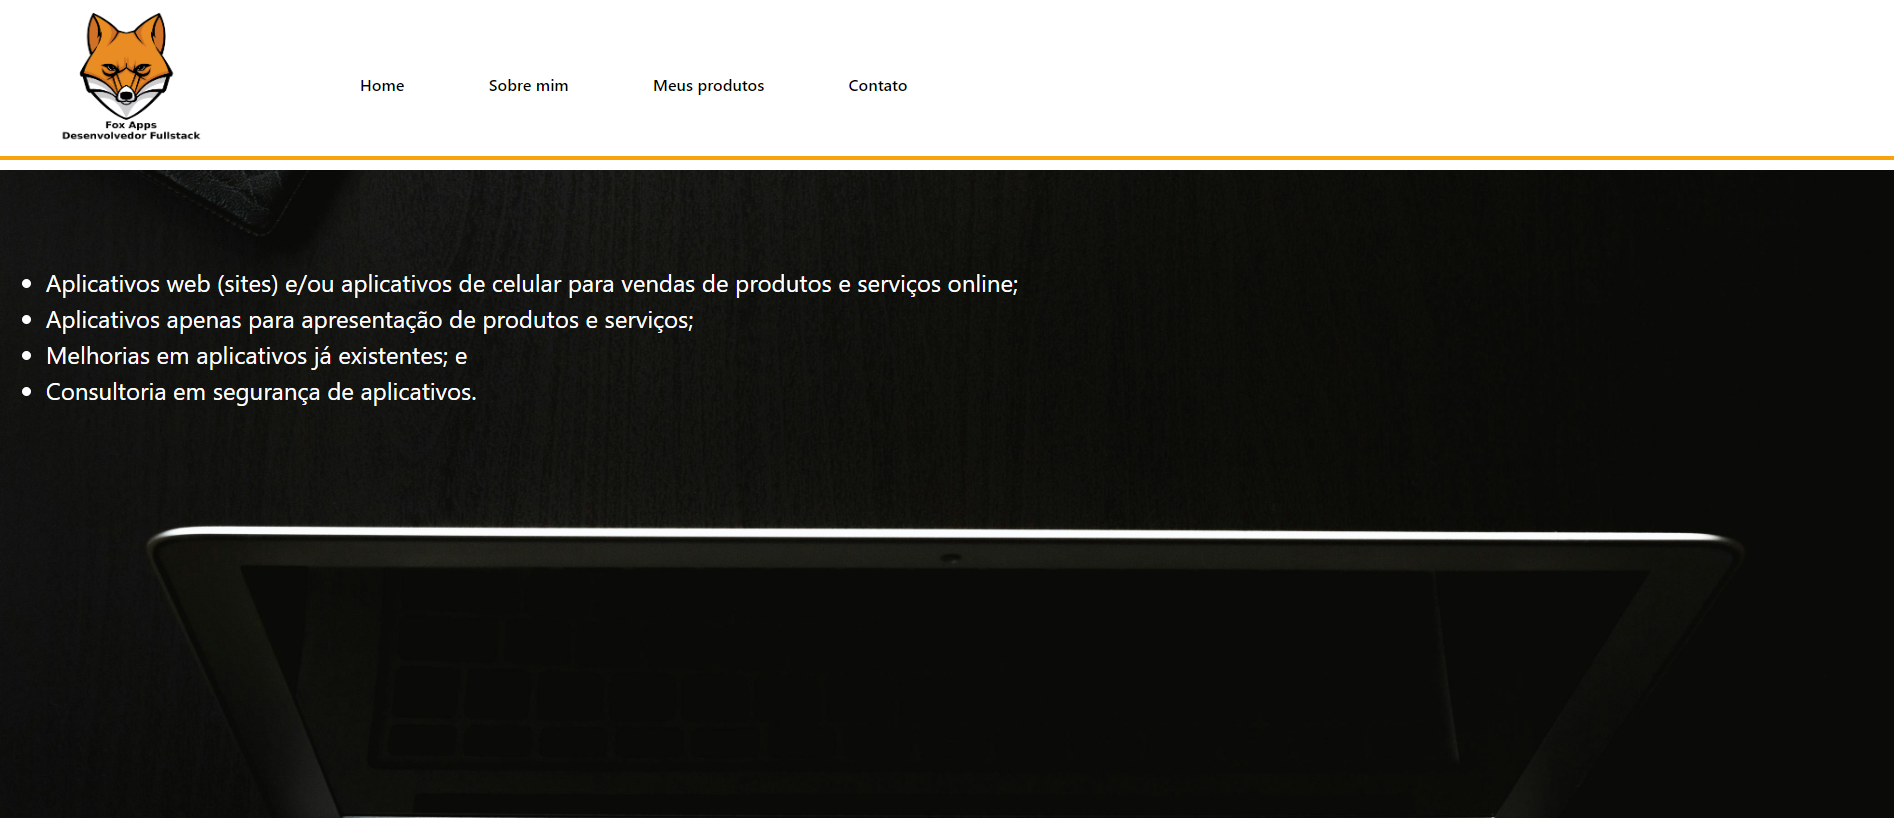 Fox Apps
Desenvolvedor Fullstack
Home
Sobre mim
Meus produtos
Contato
Aplicativos web (sites) e/ou aplicativos de celular para vendas de produtos e serviços online;
Aplicativos apenas para apresentação de produtos e serviços;
Melhorias em aplicativos já existentes; e
Consultoria em segurança de aplicativos.